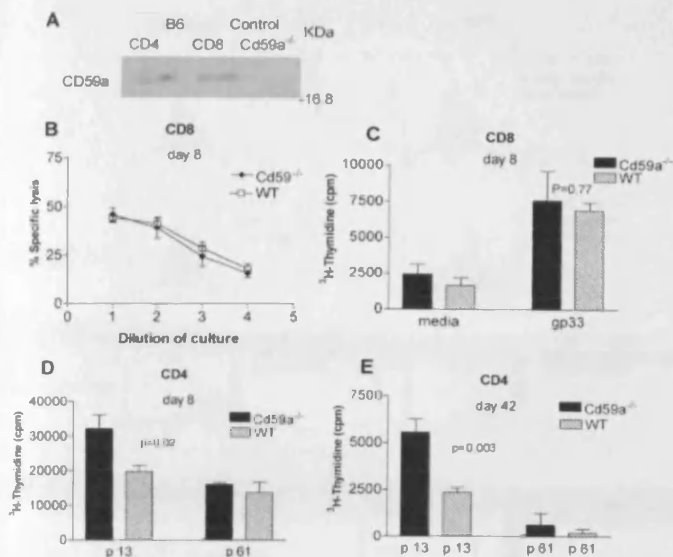 A
B6
Control
KDa
CD4
CD8
Cd59a-/-
CD59a
-16.8
B
CD8
day 8
75
50
25
0
% Specific lysis
Cd59-/-
WT
0 1 2 3 4 5
Dilution of culture
C
CD8
day 8
10000
7500
5000
2500
0
³H-Thymidine (cpm)
Cd59a-/-
WT
P=0.77
media
gp33
D
CD4
day 8
40000
30000
20000
10000
0
³H-Thymidine (cpm)
Cd59a-/-
WT
p=0.02
p 13
p 61
E
CD4
day 42
7500
5000
2500
0
³H-Thymidine (cpm)
Cd59a-/-
WT
p=0.003
p 13 p 13 p 61 p 61